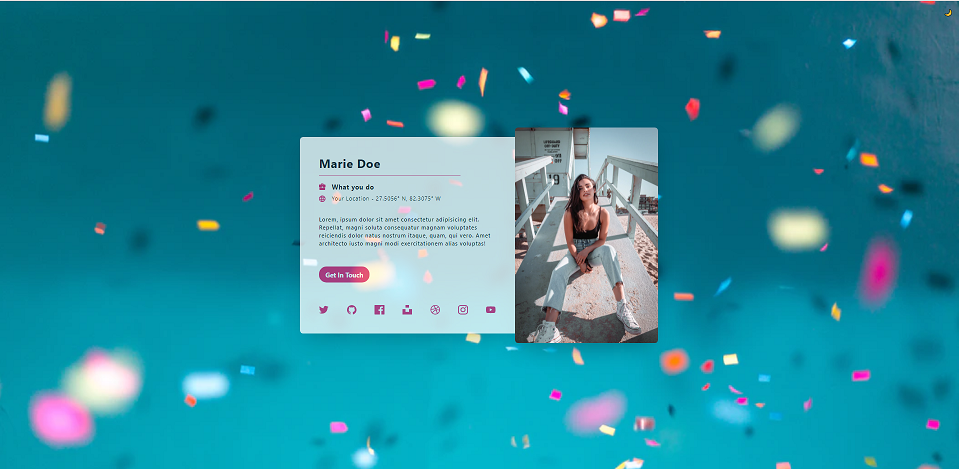 Marie Doe
What you do
Your Location - 27.5056° N, 82.3075° W
Lorem, ipsum dolor sit amet consectetur adipisicing elit.
Repellat, magni soluta consequatur magnam voluptates
reiciendis dolor natus nostrum itaque, quam, qui vero. Amet
architecto iusto magni modi exercitationem alias voluptas!
Get In Touch